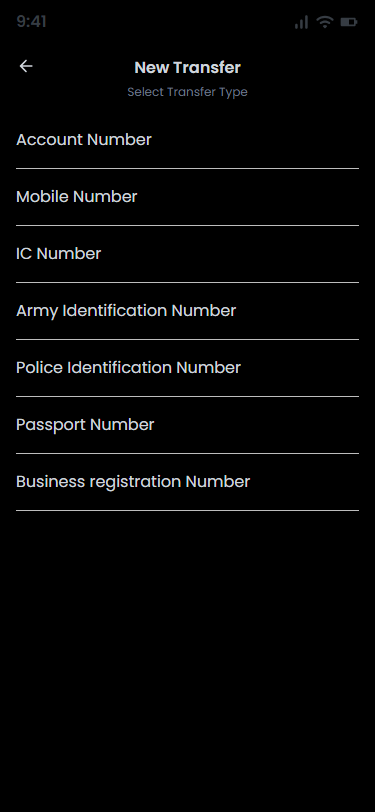 9:41
New Transfer
Select Transfer Type
Account Number
Mobile Number
IC Number
Army Identification Number
Police Identification Number
Passport Number
Business registration Number